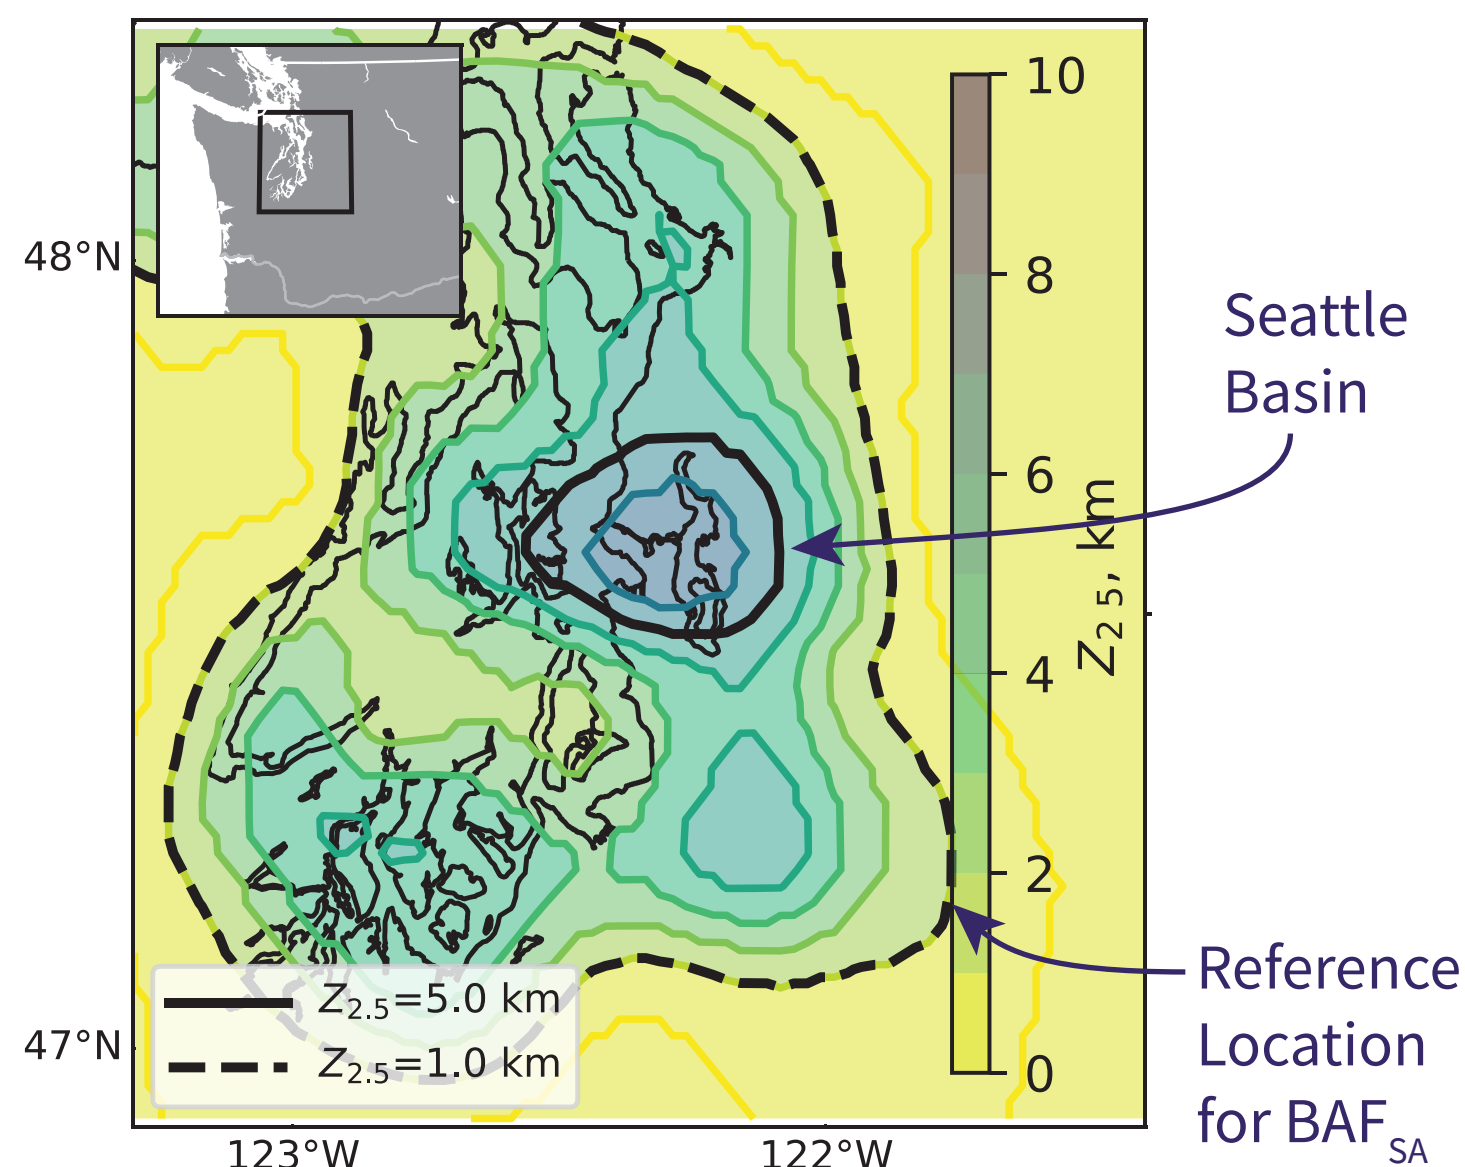 10
8
6
4
2
0
Z2.5, km
48°N
47°N
123°W
122°W
Z2.5=5.0 km
Z2.5=1.0 km
Seattle
Basin
Reference
Location
for BAFSA